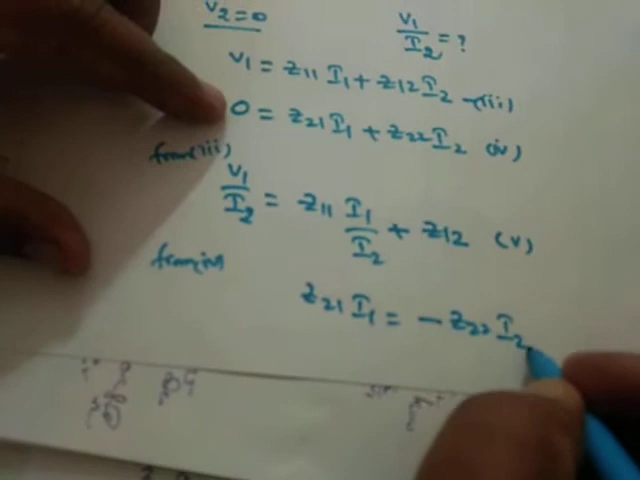 V2=0 V1/I2 = ?
V1 = Z11 I1 + Z12 I2 -(iii)
0 = Z21 I1 + Z22 I2 (iv)
from(iii)
V1/I2 = Z11 I1/I2 + Z12 (v)
from(iv)
Z21 I1 = - Z22 I2